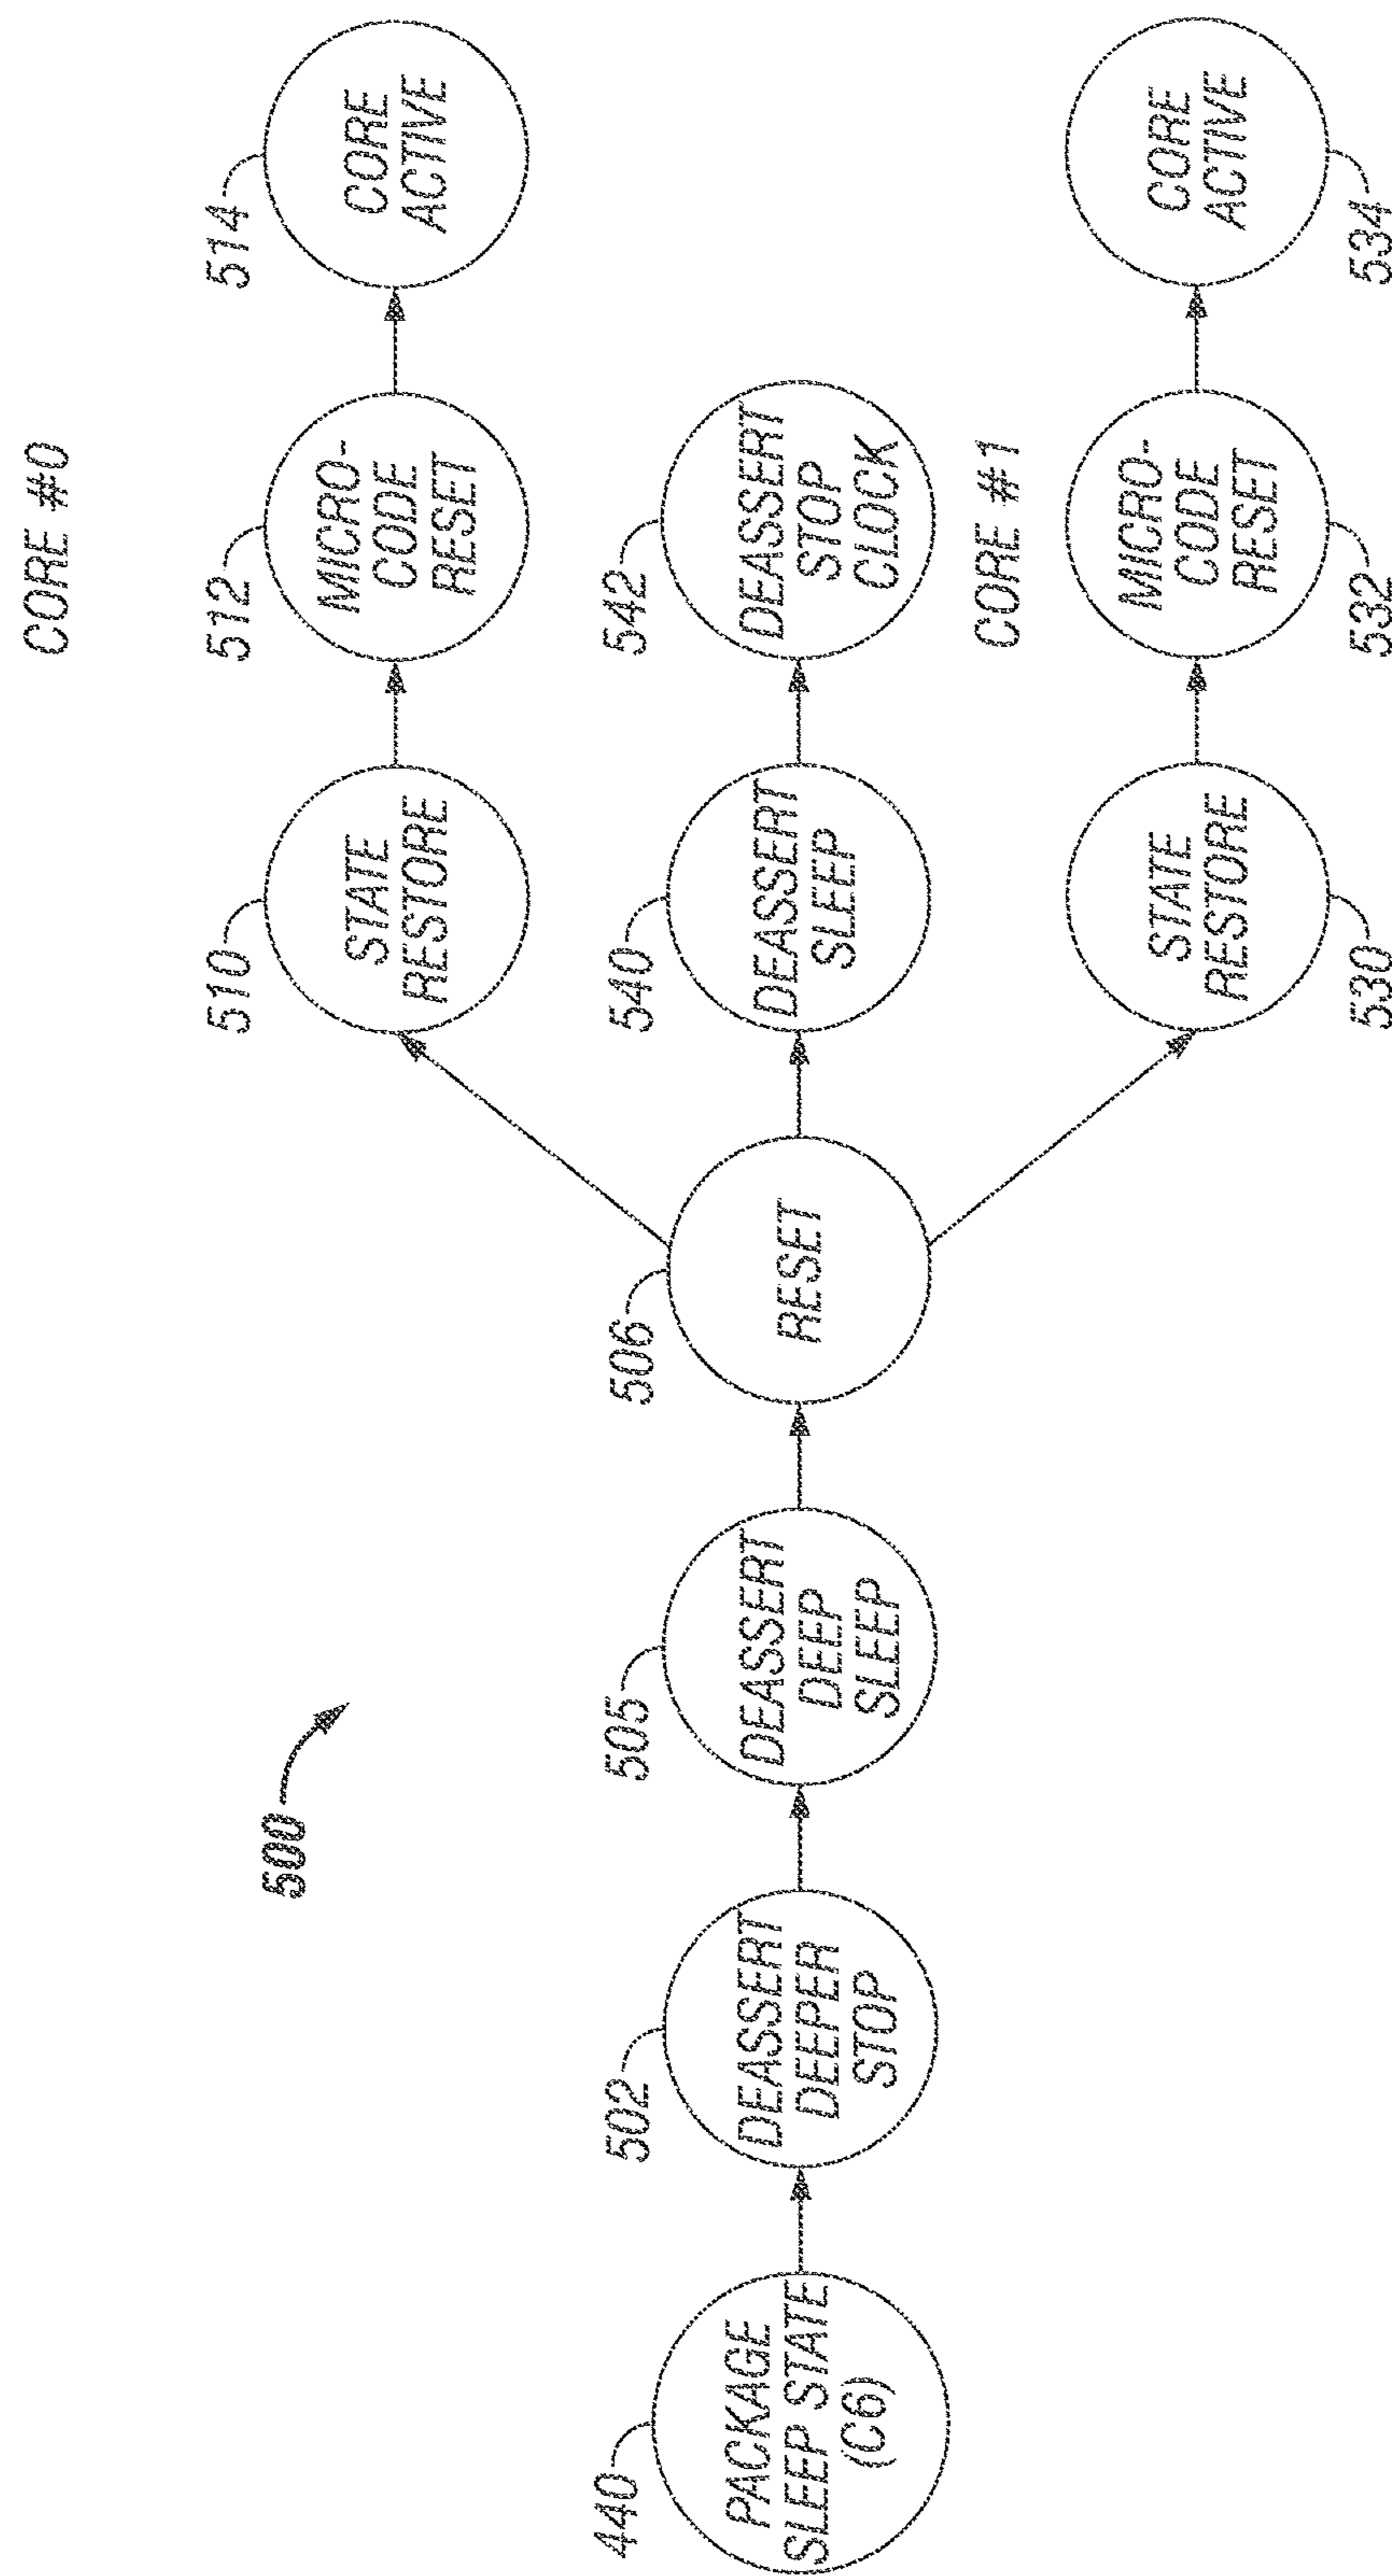 CORE #0
500
440
PACKAGE
SLEEP STATE
(C6)
502
DEASSERT
DEEPER
STOP
505
DEASSERT
DEEP
SLEEP
506
RESET
510
STATE
RESTORE
512
MICRO-
CODE
RESET
514
CORE
ACTIVE
540
DEASSERT
SLEEP
542
DEASSERT
STOP
CLOCK
CORE #1
530
STATE
RESTORE
532
MICRO-
CODE
RESET
534
CORE
ACTIVE